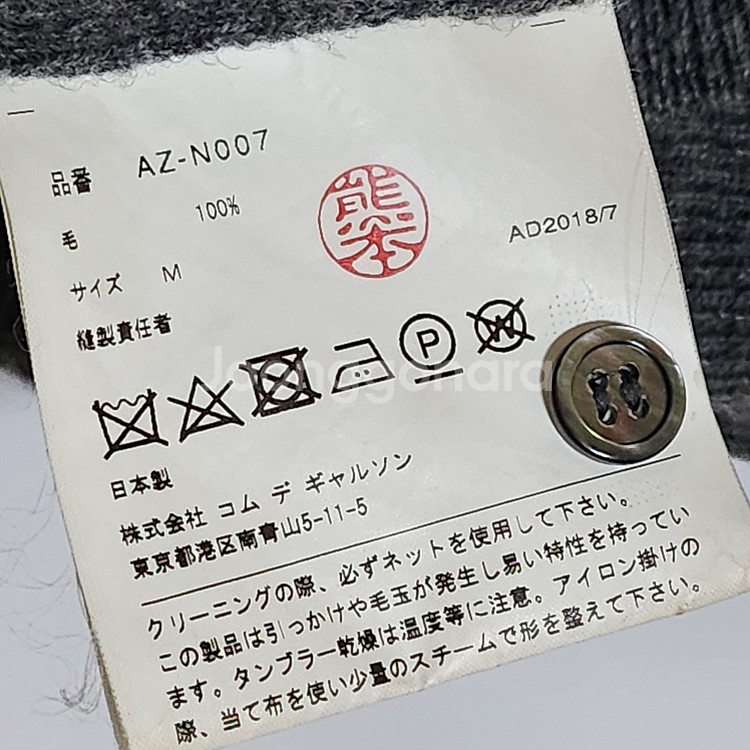 品番 AZ-N007
毛 100%
熊本
AD2018/7
サイズ M
縫製責任者
P
W
Joonggonara
日本製
株式会社 コム デ ギャルソン
東京都港区南青山5-11-5
クリーニングの際、必ずネットを使用して下さい。
この製品は引っかけや毛玉が発生し易い特性を持ってい
ます。タンブラー乾燥は温度等に注意。アイロン掛けの
際、当て布を使い少量のスチームで形を整えて下さい。